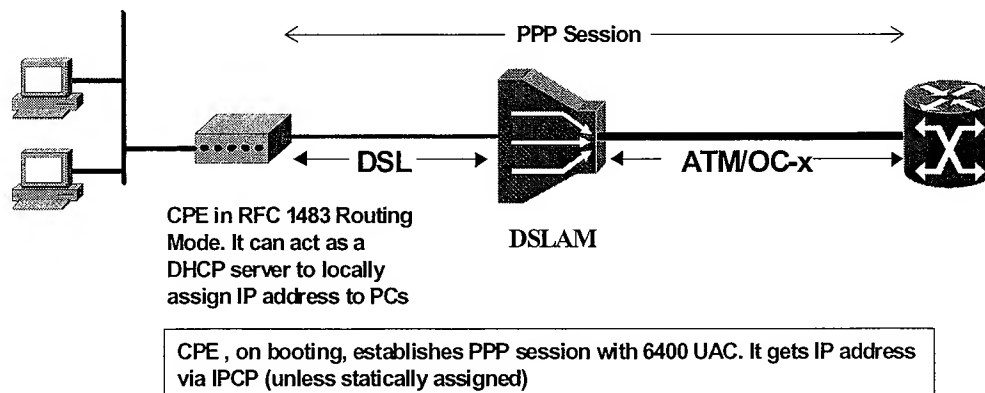 PPP Session
DSL
ATM/OC-x
CPE in RFC 1483 Routing
Mode. It can act as a
DHCP server to locally
assign IP address to PCs
DSLAM
CPE , on booting, establishes PPP session with 6400 UAC. It gets IP address
via IPCP (unless statically assigned)